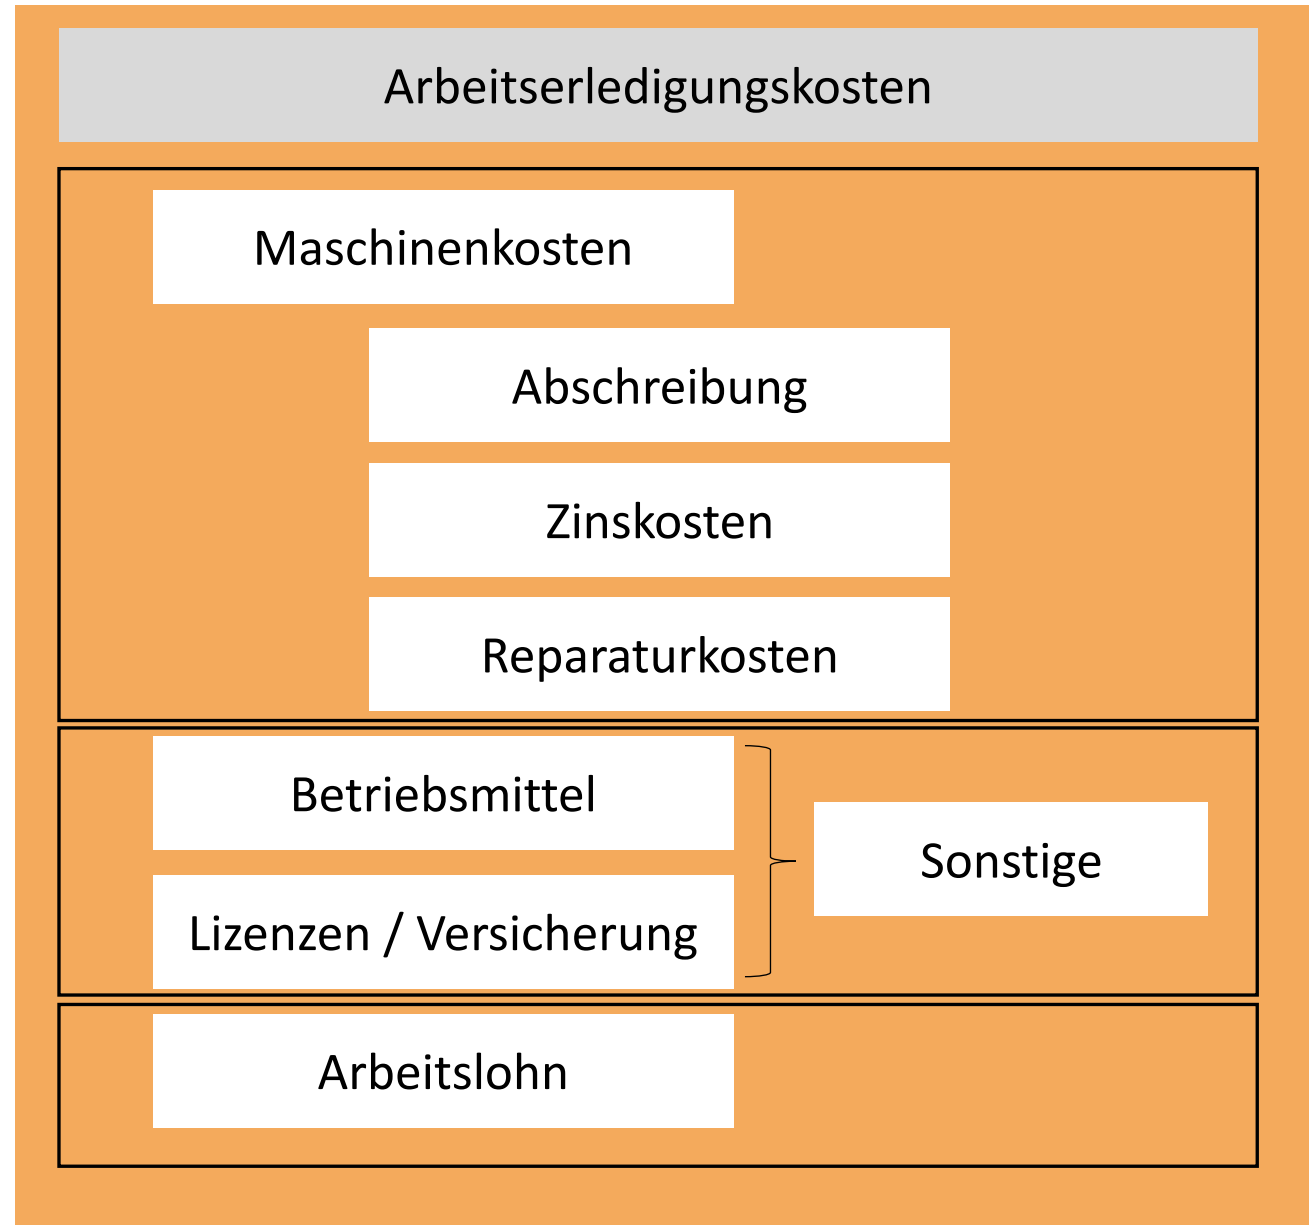 Arbeitserledigungskosten
Maschinenkosten
Abschreibung
Zinskosten
Reparaturkosten
Betriebsmittel
Sonstige
Lizenzen / Versicherung
Arbeitslohn